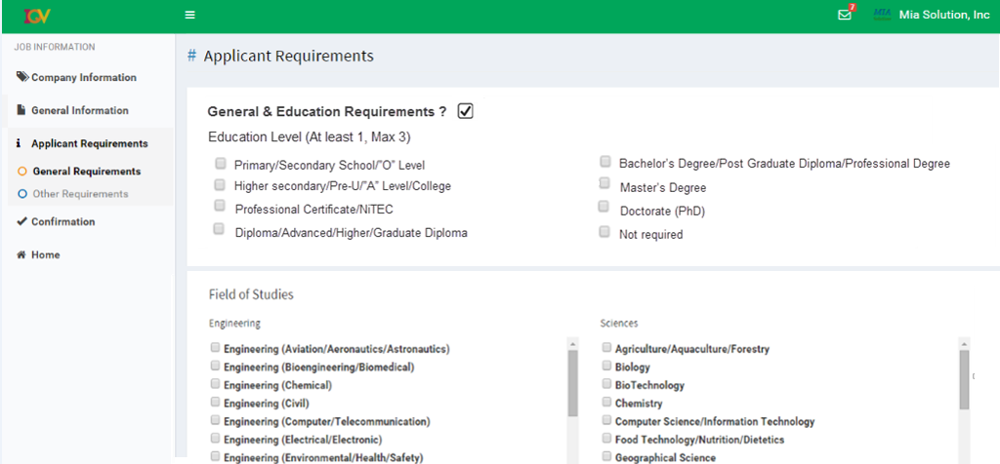 IGV
7
MIA
Mia Solution, Inc
JOB INFORMATION
Company Information
General Information
Applicant Requirements
General Requirements
Other Requirements
Confirmation
Home
# Applicant Requirements
General & Education Requirements ?
Education Level (At least 1, Max 3)
Primary/Secondary School/"O" Level
Higher secondary/Pre-U/"A" Level/College
Professional Certificate/NiTEC
Diploma/Advanced/Higher/Graduate Diploma
Bachelor's Degree/Post Graduate Diploma/Professional Degree
Master's Degree
Doctorate (PhD)
Not required
Field of Studies
Engineering
Engineering (Aviation/Aeronautics/Astronautics)
Engineering (Bioengineering/Biomedical)
Engineering (Chemical)
Engineering (Civil)
Engineering (Computer/Telecommunication)
Engineering (Electrical/Electronic)
Engineering (Environmental/Health/Safety)
Sciences
Agriculture/Aquaculture/Forestry
Biology
BioTechnology
Chemistry
Computer Science/Information Technology
Food Technology/Nutrition/Dietetics
Geographical Science